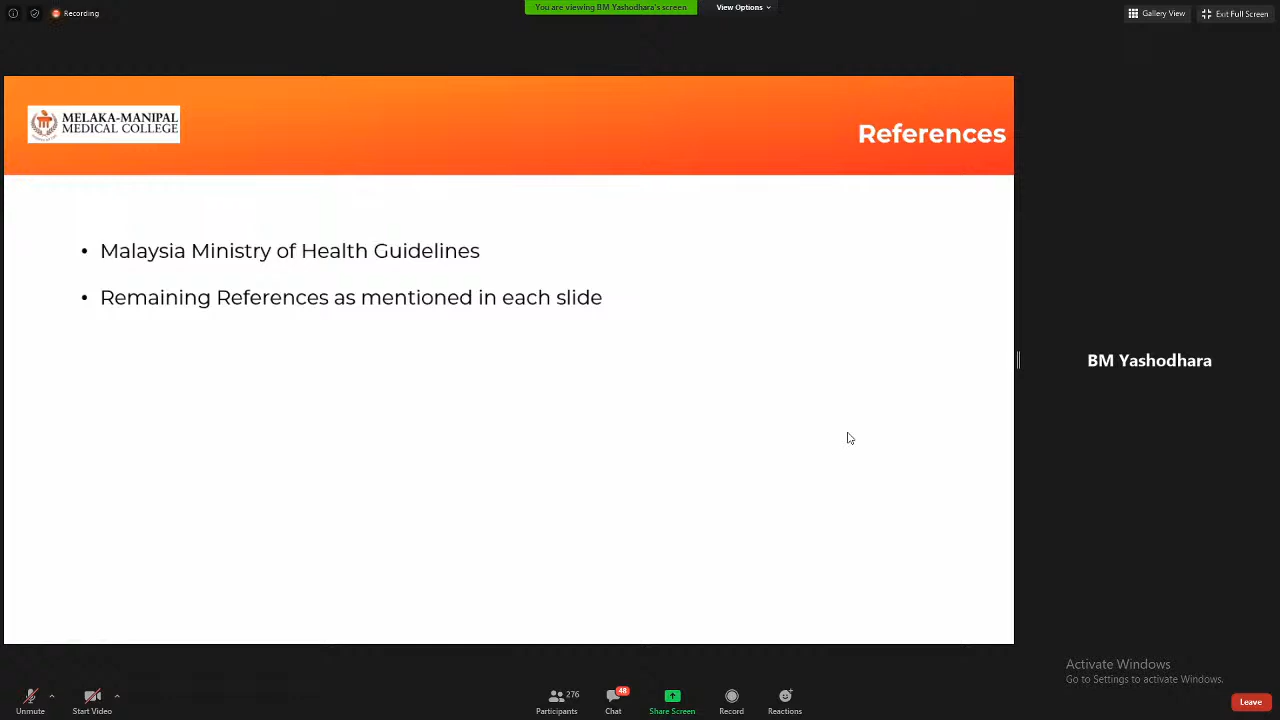 Recording
You are viewing BM Yashodhara's screen
View Options
Gallery View
Exit Full Screen
MELAKA-MANIPAL
MEDICAL COLLEGE
References
• Malaysia Ministry of Health Guidelines
• Remaining References as mentioned in each slide
BM Yashodhara
Activate Windows
Go to Settings to activate Windows.
Unmute
Start Video
276
Participants
48
Chat
Share Screen
Record
Reactions
Leave